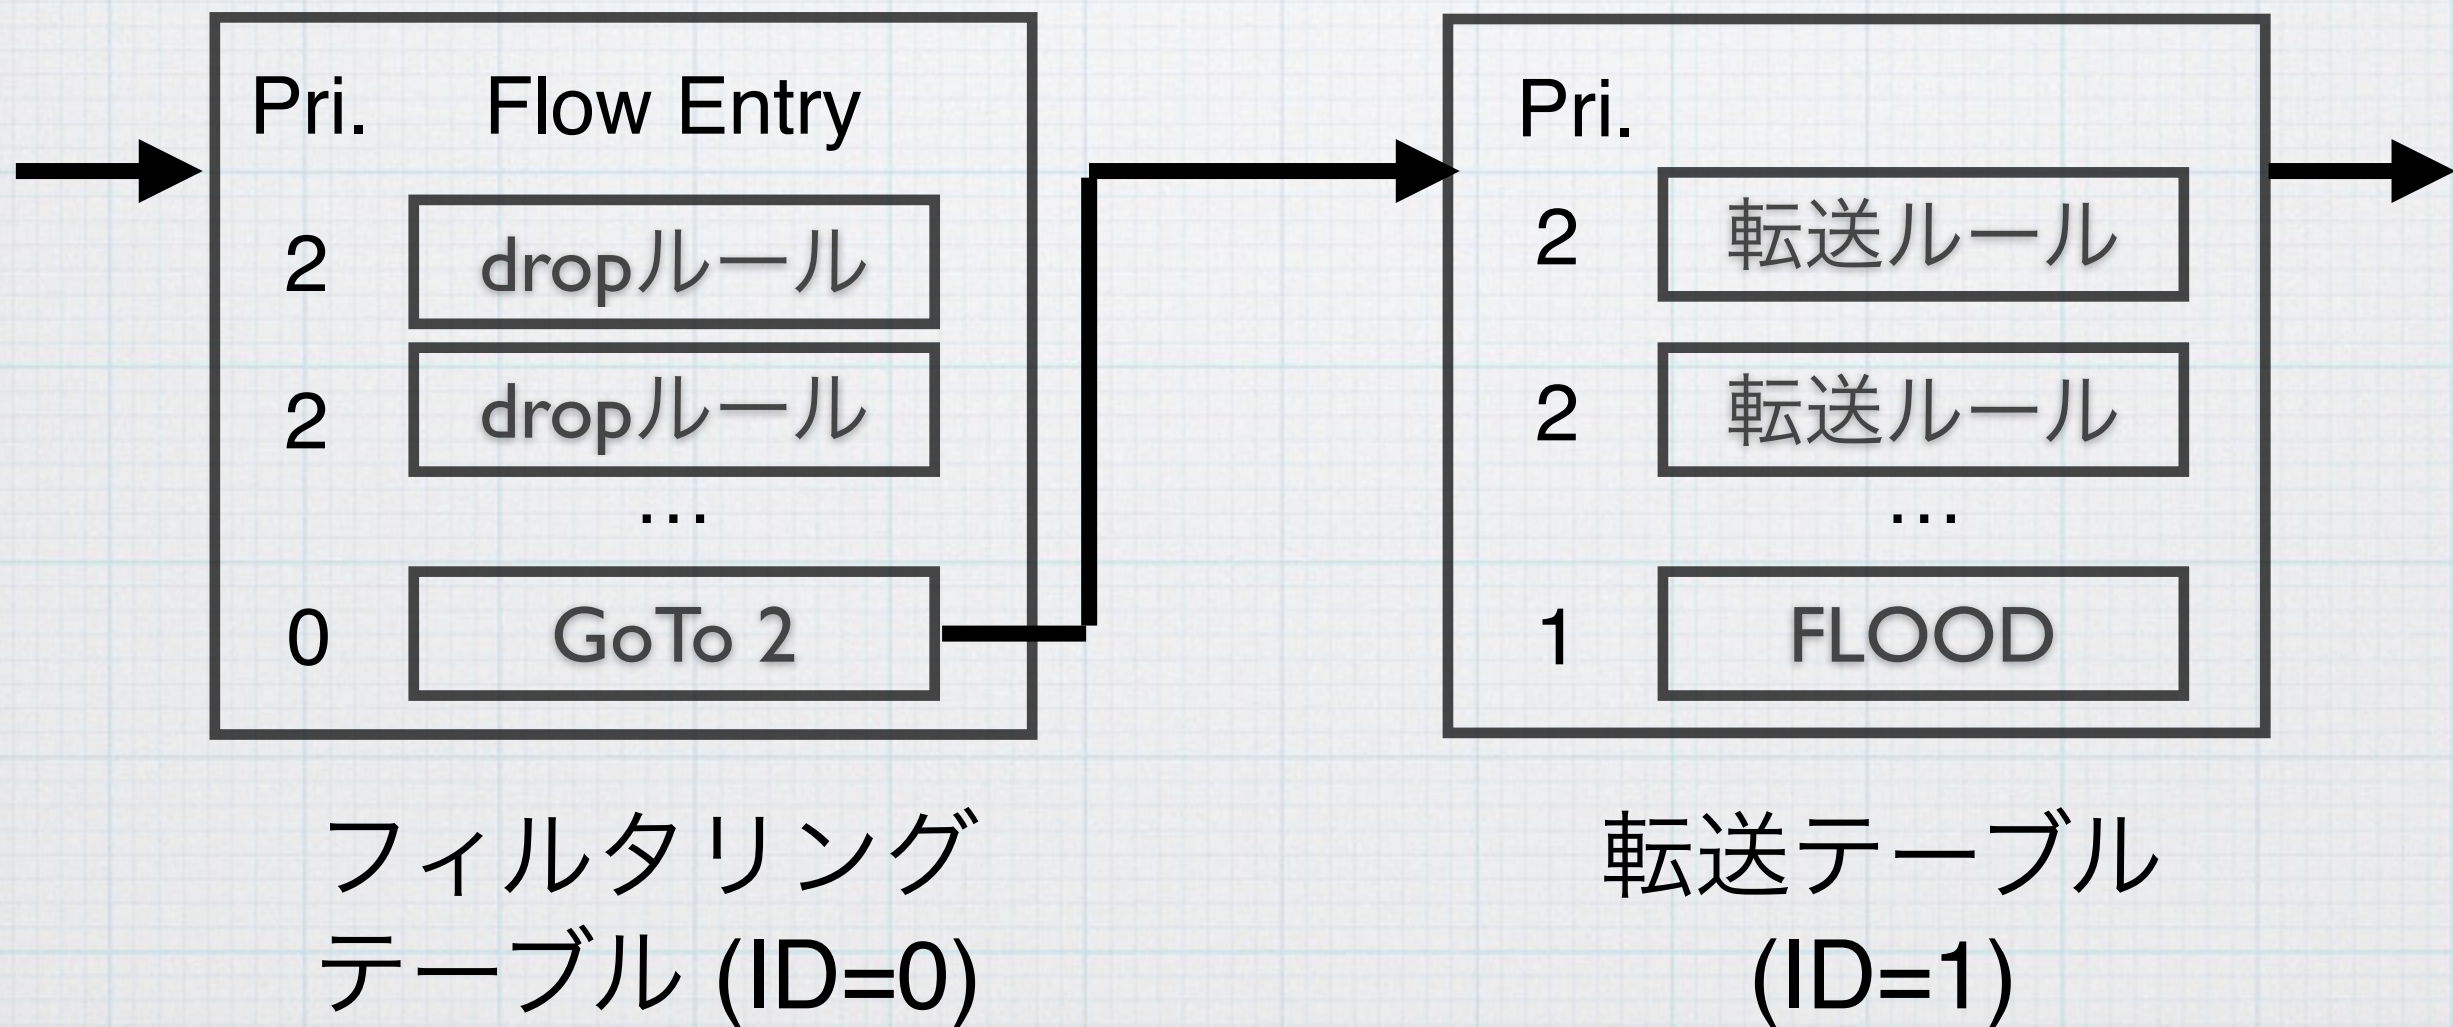 Pri. Flow Entry
2 dropルール
2 dropルール
…
0 GoTo 2
フィルタリング
テーブル (ID=0)
Pri.
2 転送ルール
2 転送ルール
…
1 FLOOD
転送テーブル
(ID=1)